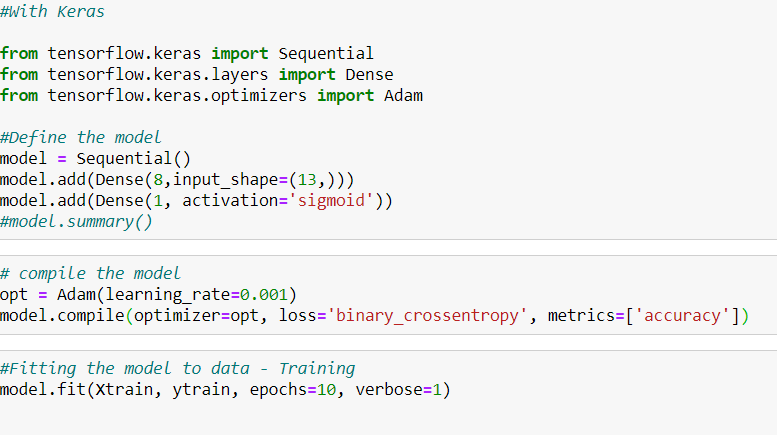 #With Keras
from tensorflow.keras import Sequential
from tensorflow.keras.layers import Dense
from tensorflow.keras.optimizers import Adam
#Define the model
model = Sequential()
model.add(Dense(8,input_shape=(13,)))
model.add(Dense(1, activation='sigmoid'))
#model.summary()
# compile the model
opt = Adam(learning_rate=0.001)
model.compile(optimizer=opt, loss='binary_crossentropy', metrics=['accuracy'])
#Fitting the model to data - Training
model.fit(Xtrain, ytrain, epochs=10, verbose=1)